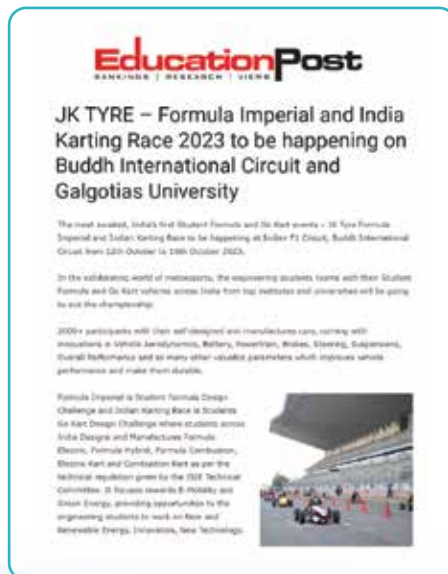 EducationPost
RANKINGS | RESEARCH | VIEWS
JK TYRE – Formula Imperial and India
Karting Race 2023 to be happening on
Buddh International Circuit and
Galgotias University
The most awaited, India's first Student Formula and Go Kart events - JK Tyre Formula
Imperial and Indian Karting Race to be happening at Indian F1 Circuit, Buddh International
Circuit from 12th October to October 2023.
In the exhilarating world of motorsports, the engineering students teams with their Student
Formula and Go Kart vehicles across India from top institutes and universities will be going
to the championship.
2000+ participants with their self designed and manufactures cars, coming with
innovations in Vehicle Aerodynamics, Battery, Powertrain, Brakes, Steering, Suspensions,
Overall Performance and so many other valuable parameters which improves vehicle
performance and make them durable.
Formula Imperial is Student Formula Design
Challenge and Indian Karting Race is Students
Go Kart Design Challenge where students across
India Designs and Manufactures Formula
Electric, Formula Hybrid, Formula Combustion,
Electric Kart and Combustion Kart as per the
technical regulation given by the ISIE Technical
Committee. It focuses towards E-Mobility and
Green Energy, providing opportunities to the
engineering students to work on New and
Renewable Energy, Innovation, New Technology.